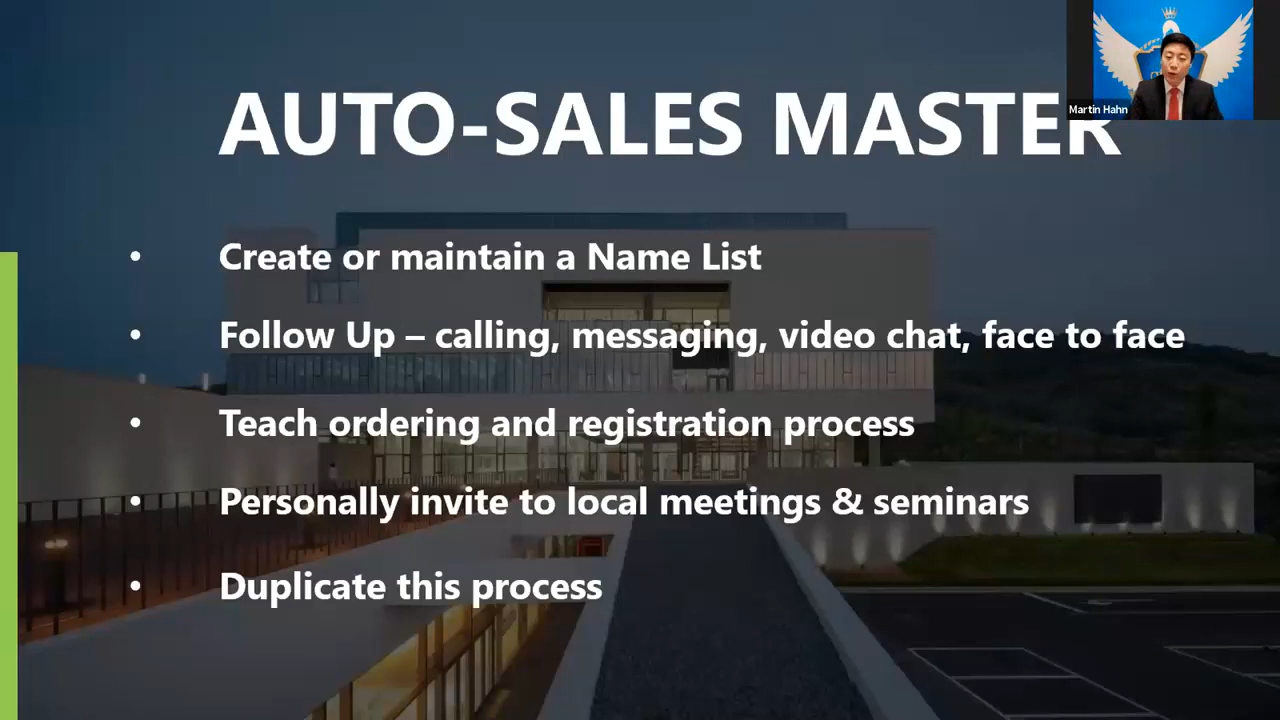 AUTO-SALES MASTER
Martin Hahn
• Create or maintain a Name List
• Follow Up – calling, messaging, video chat, face to face
• Teach ordering and registration process
• Personally invite to local meetings & seminars
• Duplicate this process